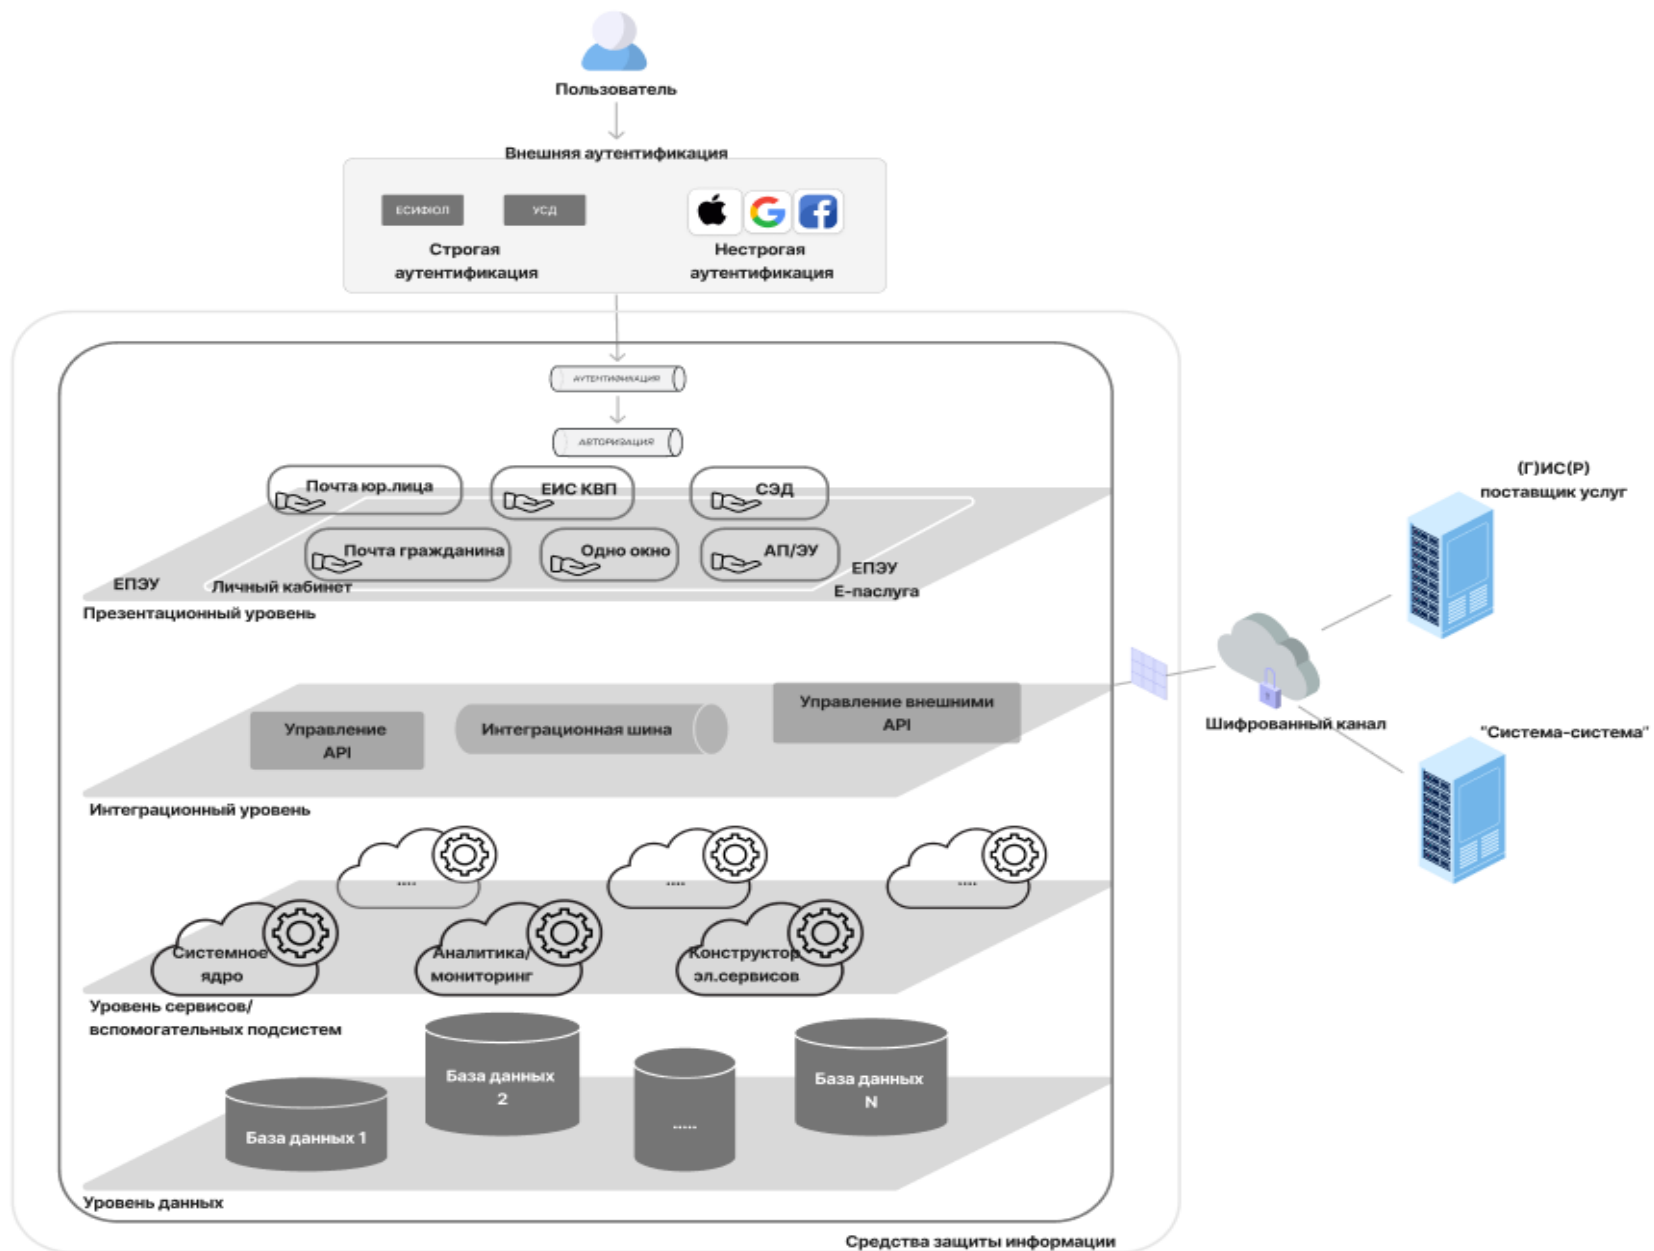 Пользователь
Внешняя аутентификация
ЕСИФЮЛ
УСД
Строгая
аутентификация
Нестрогая
аутентификация
АУТЕНТИФИКАЦИЯ
АВТОРИЗАЦИЯ
Почта юр.лица
ЕИС КВП
СЭД
Почта гражданина
Одно окно
АП/ЭУ
ЕПЭУ
Личный кабинет
ЕПЭУ
Е-паслуга
Презентационный уровень
Управление
API
Интеграционная шина
Управление внешними
API
Интеграционный уровень
....
....
....
Системное
ядро
Аналитика/
мониторинг
Конструктор
эл.сервисов
Уровень сервисов/
вспомогательных подсистем
База данных 1
База данных
2
.....
База данных
N
Уровень данных
Средства защиты информации
(Г)ИС(Р)
поставщик услуг
Шифрованный канал
"Система-система"